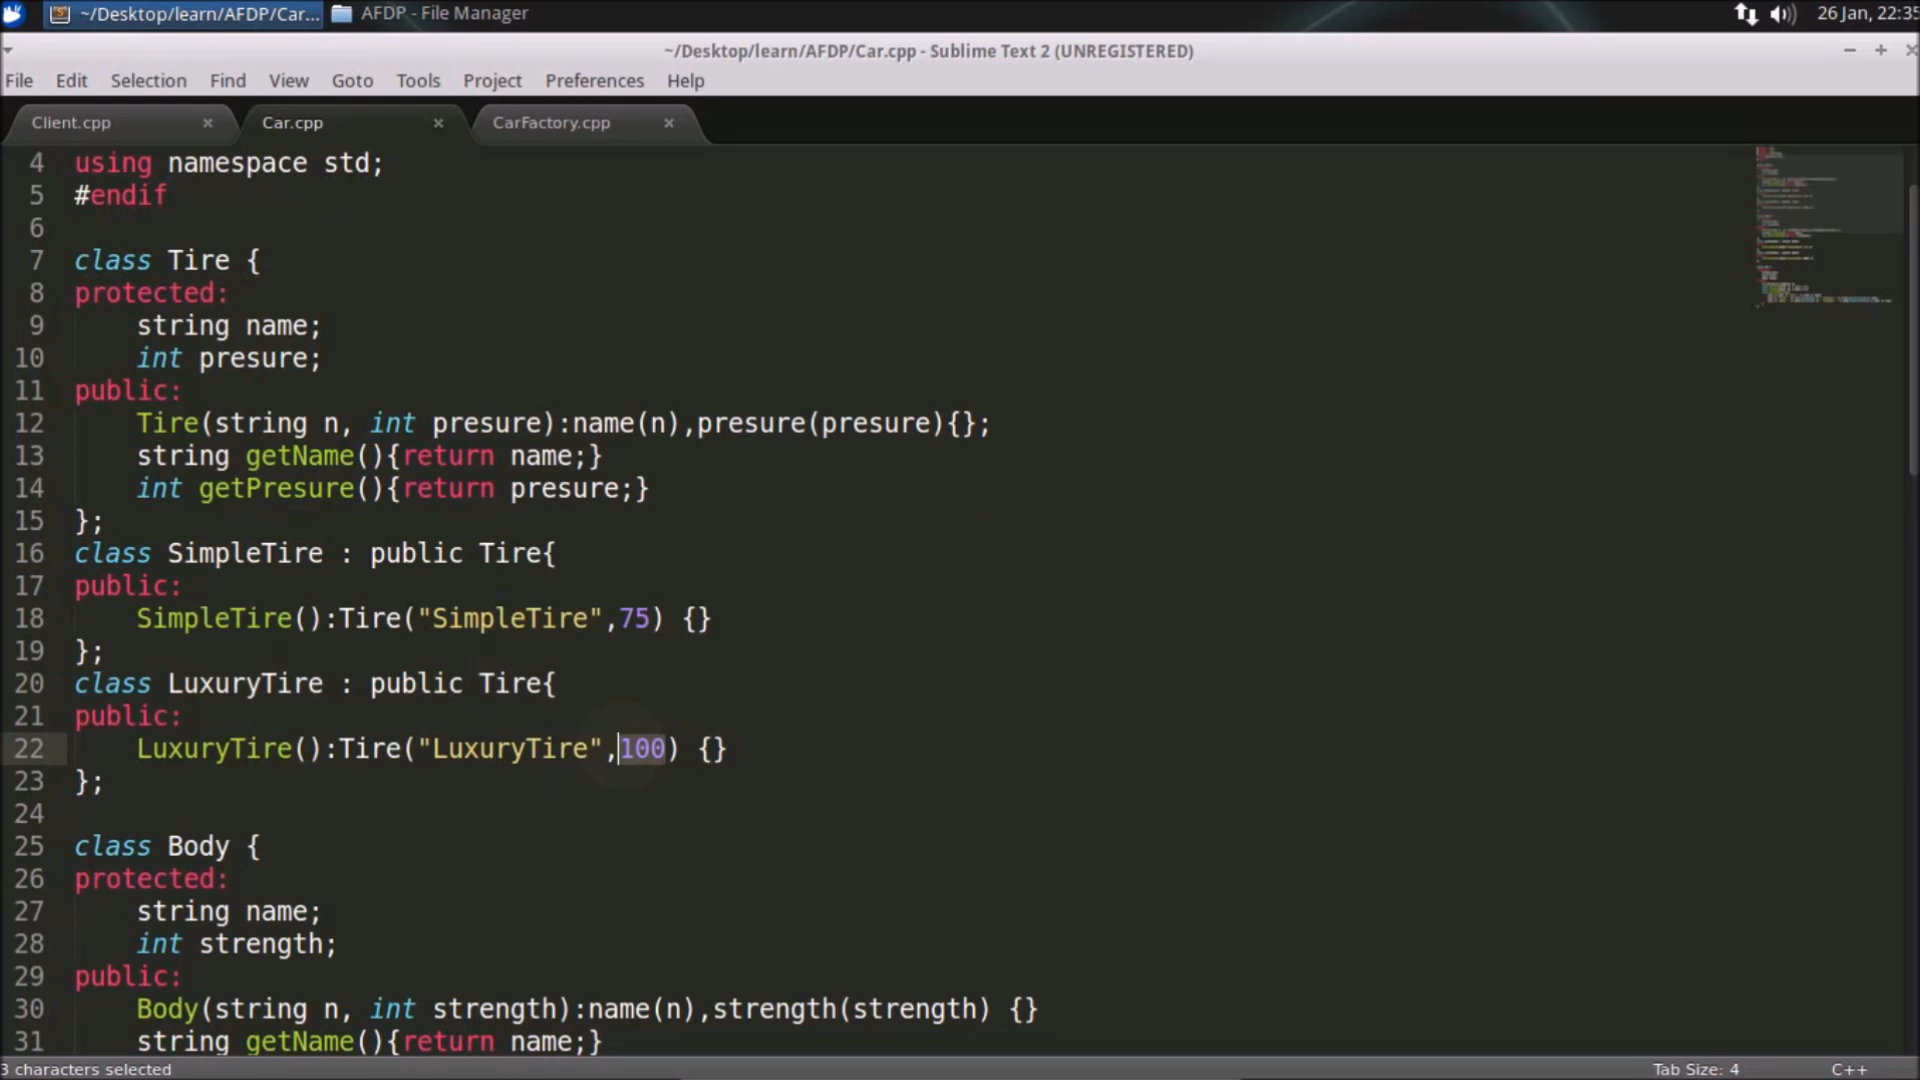 ~/Desktop/learn/AFDP/Car... AFDP - File Manager 26 Jan, 22:35
~/Desktop/learn/AFDP/Car.cpp - Sublime Text 2 (UNREGISTERED)
File Edit Selection Find View Goto Tools Project Preferences Help
Client.cpp × Car.cpp × CarFactory.cpp ×
4 using namespace std;
5 #endif
6
7 class Tire {
8 protected:
9 string name;
10 int presure;
11 public:
12 Tire(string n, int presure):name(n),presure(presure){};
13 string getName(){return name;}
14 int getPresure(){return presure;}
15 };
16 class SimpleTire : public Tire{
17 public:
18 SimpleTire():Tire("SimpleTire",75) {}
19 };
20 class LuxuryTire : public Tire{
21 public:
22 LuxuryTire():Tire("LuxuryTire",100) {}
23 };
24
25 class Body {
26 protected:
27 string name;
28 int strength;
29 public:
30 Body(string n, int strength):name(n),strength(strength) {}
31 string getName(){return name;}
3 characters selected Tab Size: 4 C++